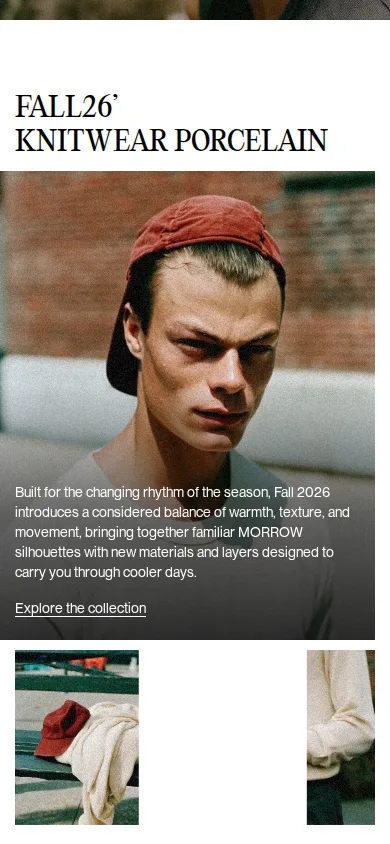 FALL26’
KNITWEAR PORCELAIN
Built for the changing rhythm of the season, Fall 2026
introduces a considered balance of warmth, texture, and
movement, bringing together familiar MORROW
silhouettes with new materials and layers designed to
carry you through cooler days.
Explore the collection